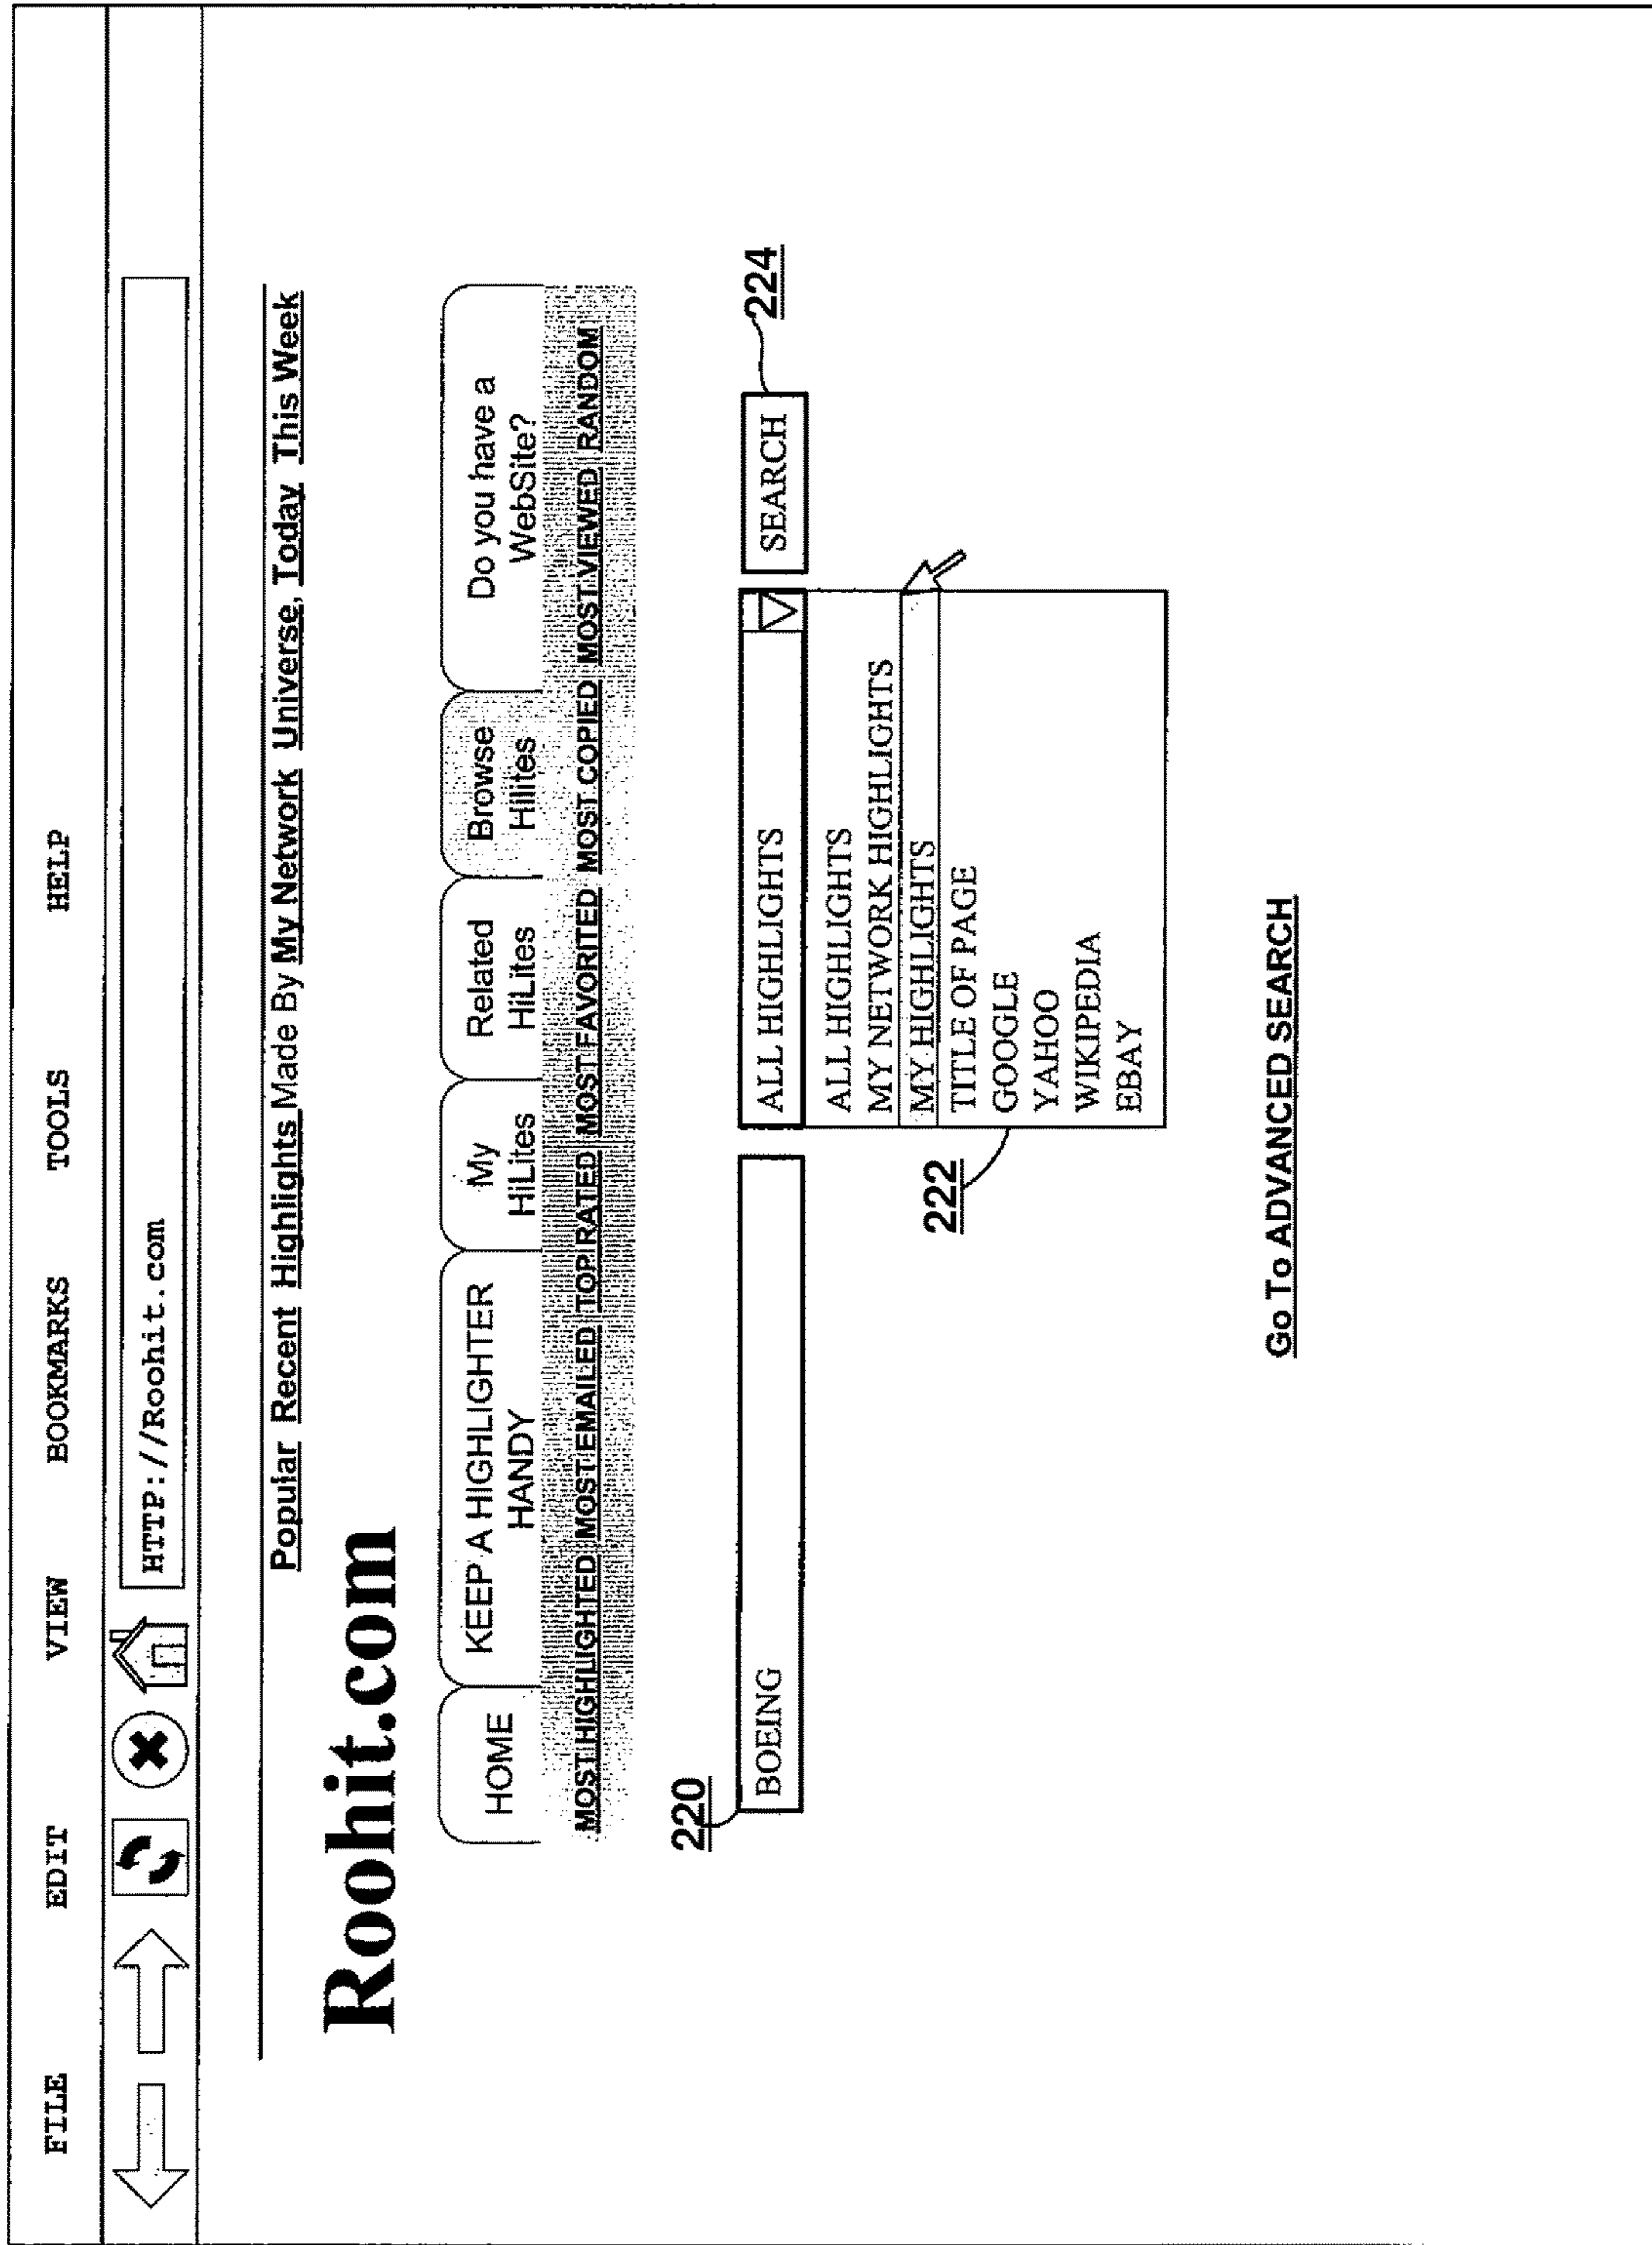 FILE EDIT VIEW BOOKMARKS TOOLS HELP
HTTP://Roohit.com
Popular Recent Highlights Made By My Network Universe, Today This Week
Roohit.com
HOME
KEEP A HIGHLIGHTER
HANDY
My
HiLites
Related
HiLites
Browse
Hilites
Do you have a
WebSite?
MOST HIGHLIGHTED MOST EMAILED TOP RATED MOST FAVORITED MOST COPIED MOST VIEWED RANDOM
220
BOEING
ALL HIGHLIGHTS
SEARCH
224
ALL HIGHLIGHTS
MY NETWORK HIGHLIGHTS
MY HIGHLIGHTS
TITLE OF PAGE
GOOGLE
YAHOO
WIKIPEDIA
EBAY
222
Go To ADVANCED SEARCH